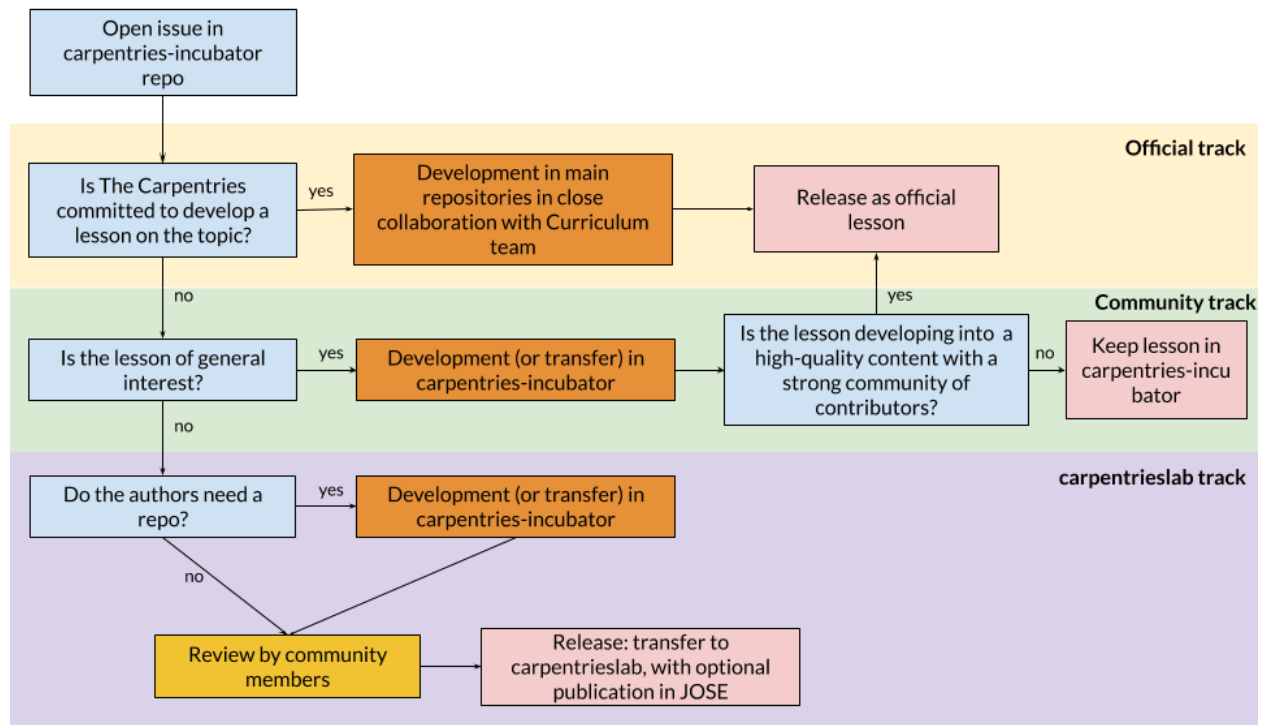 Open issue in
carpentries-incubator
repo
Official track
Is The Carpentries
committed to develop a
lesson on the topic?
yes
Development in main
repositories in close
collaboration with Curriculum
team
Release as official
lesson
no
yes
Community track
Is the lesson of general
interest?
yes
Development (or transfer) in
carpentries-incubator
Is the lesson developing into a
high-quality content with a
strong community of
contributors?
no
Keep lesson in
carpentries-incu
bator
no
carpentrieslab track
Do the authors need a
repo?
yes
Development (or transfer) in
carpentries-incubator
no
Review by community
members
Release: transfer to
carpentrieslab, with optional
publication in JOSE